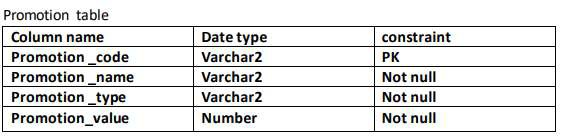 Promotion table
Column name Date type constraint
Promotion _code Varchar2 PK
Promotion _name Varchar2 Not null
Promotion _type Varchar2 Not null
Promotion_value Number Not null